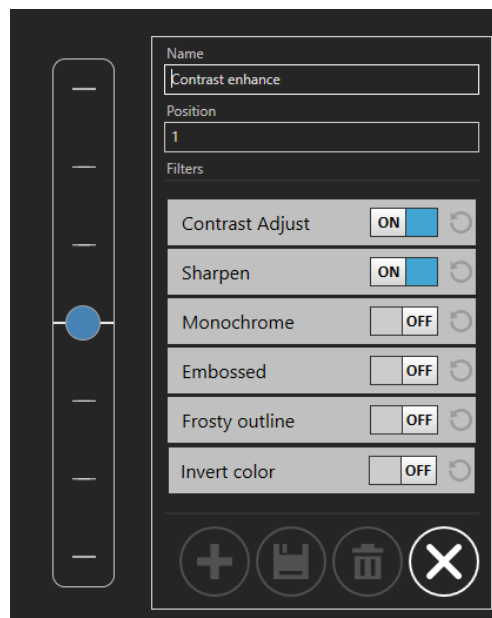 Name
Contrast enhance
Position
1
Filters
Contrast Adjust ON
Sharpen ON
Monochrome OFF
Embossed OFF
Frosty outline OFF
Invert color OFF